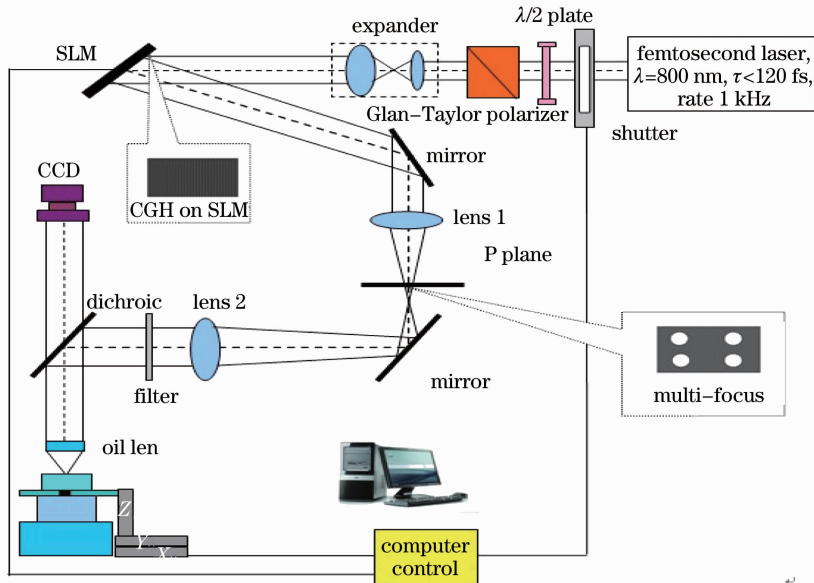 λ/2 plate
expander
SLM
femtosecond laser,
λ=800 nm, τ<120 fs,
rate 1 kHz
Glan-Taylor polarizer
shutter
mirror
CCD
CGH on SLM
lens 1
P plane
dichroic
lens 2
mirror
filter
multi-focus
oil len
Z
Y
X
computer
control